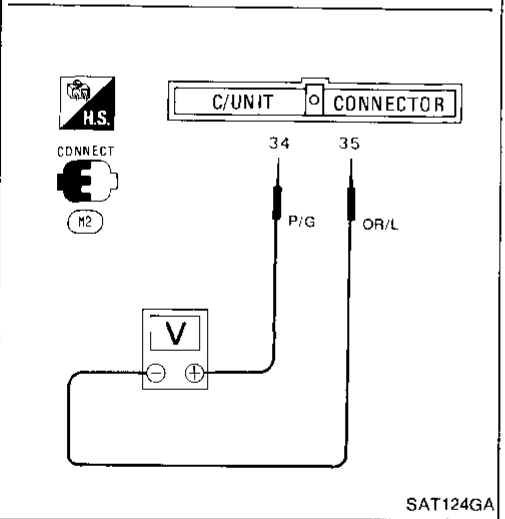 C/UNIT CONNECTOR
H.S.
CONNECT
34 35
M2
P/G OR/L
V
SAT124GA